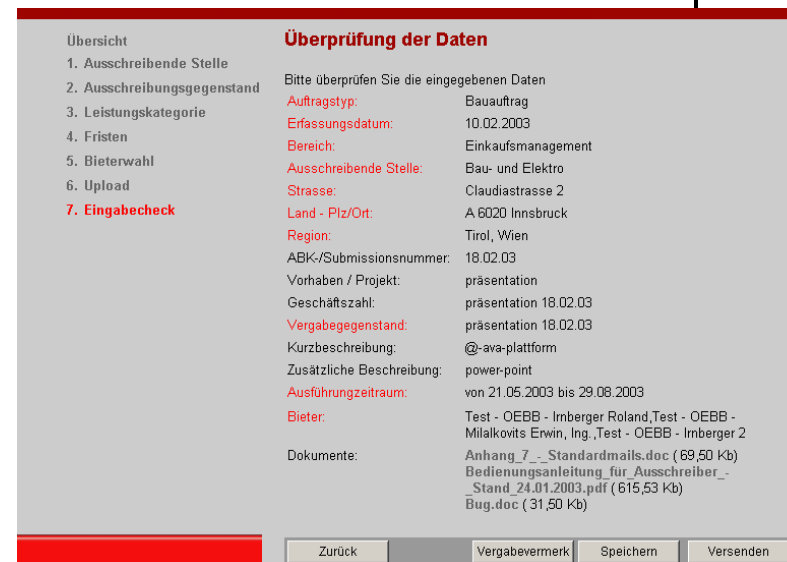 Übersicht
1. Ausschreibende Stelle
2. Ausschreibungsgegenstand
3. Leistungskategorie
4. Fristen
5. Bieterwahl
6. Upload
7. Eingabecheck
Überprüfung der Daten
Bitte überprüfen Sie die eingegebenen Daten
Auftragstyp: Bauauftrag
Erfassungsdatum: 10.02.2003
Bereich: Einkaufsmanagement
Ausschreibende Stelle: Bau- und Elektro
Strasse: Claudiastrasse 2
Land - Plz/Ort: A 6020 Innsbruck
Region: Tirol, Wien
ABK-/Submissionsnummer: 18.02.03
Vorhaben / Projekt: präsentation
Geschäftszahl: präsentation 18.02.03
Vergabegegenstand: präsentation 18.02.03
Kurzbeschreibung: @-ava-plattform
Zusätzliche Beschreibung: power-point
Ausführungzeitraum: von 21.05.2003 bis 29.08.2003
Bieter: Test - OEBB - Irnberger Roland,Test - OEBB -
Milalkovits Erwin, Ing.,Test - OEBB - Irnberger 2
Dokumente: Anhang_7_-_Standardmails.doc ( 69,50 Kb)
Bedienungsanleitung_für_Ausschreiber_-
-_Stand_24.01.2003.pdf ( 615,53 Kb)
Bug.doc ( 31,50 Kb)
Zurück Vergabevermerk Speichern Versenden